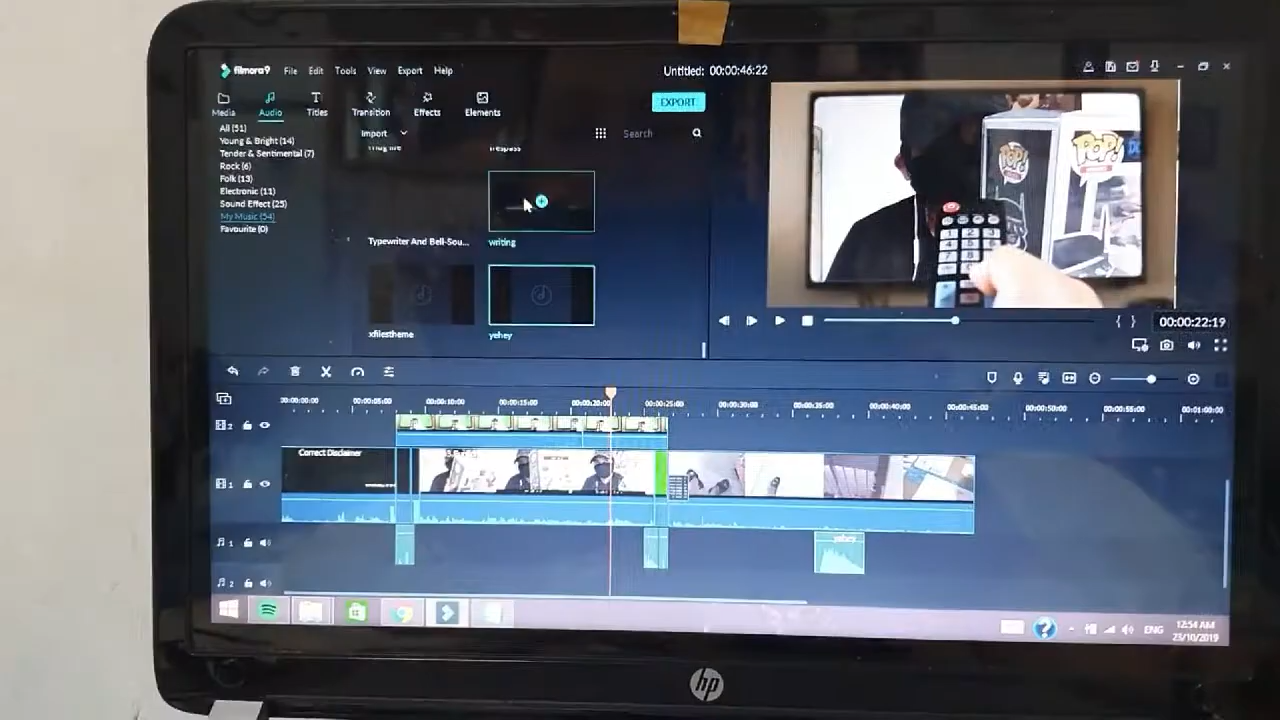 filmora9 File Edit Tools View Export Help Untitled: 00:00:46:22
Media Audio Titles Transition Effects Elements EXPORT
All (51)
Young & Bright (14)
Tender & Sentimental (7)
Rock (6)
Folk (13)
Electronic (11)
Sound Effect (25)
My Music (54)
Favourite (0)
Import Search
Typewriter And Bell-Sou... writing
xfilestheme yehey
POP! POP!
00:00:22:19
00:00:00:00 00:00:05:00 00:00:10:00 00:00:15:00 00:00:20:00 00:00:25:00 00:00:30:00 00:00:35:00 00:00:40:00 00:00:45:00 00:00:50:00 00:00:55:00 00:01:00:00
2
Correct Disclaimer
1
1 yehey
2
ENG 12:54 AM
23/10/2019
hp